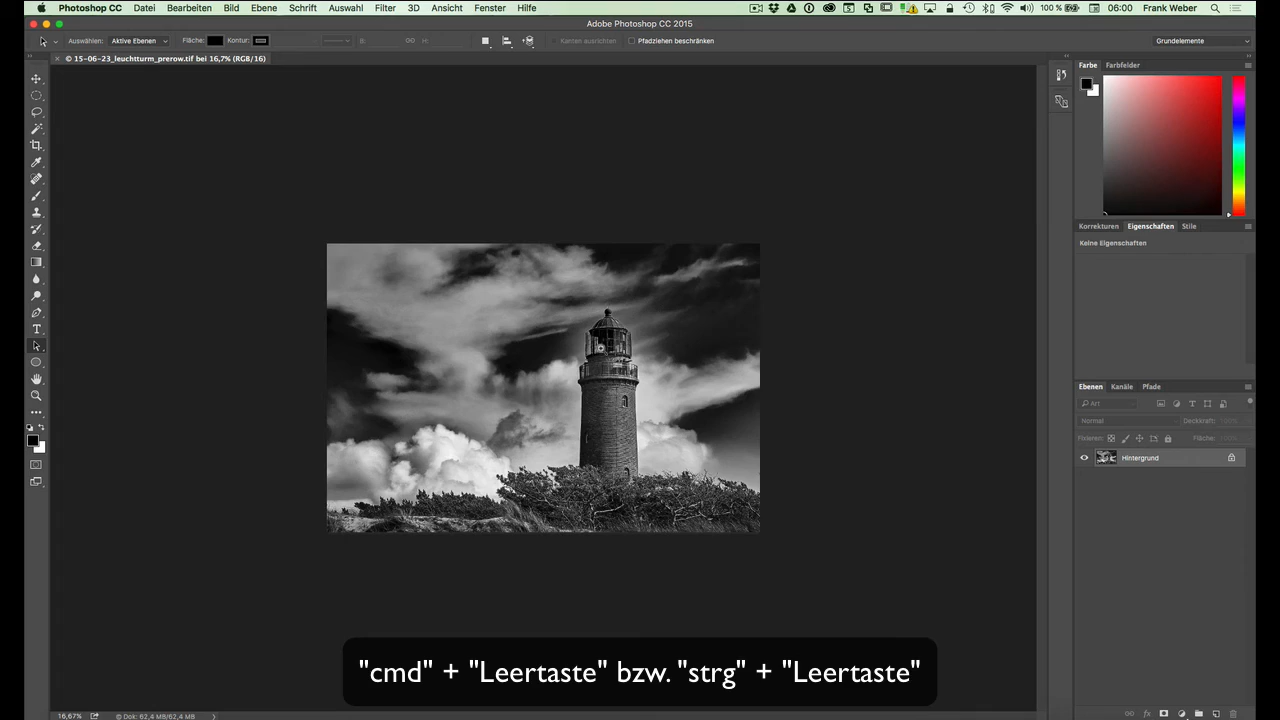 Photoshop CC Datei Bearbeiten Bild Ebene Schrift Auswahl Filter 3D Ansicht Fenster Hilfe 100 % 06:00 Frank Weber
Adobe Photoshop CC 2015
Auswählen: Aktive Ebenen Fläche: Kontur: B: H: Kanten ausrichten Pfadziehen beschränken Grundelemente
× © 15-06-23_leuchtturm_prerow.tif bei 16,7% (RGB/16)
Farbe Farbfelder
Korrekturen Eigenschaften Stile
Keine Eigenschaften
Ebenen Kanäle Pfade
Art
Normal Deckkraft: 100%
Fixieren: Fläche: 100%
Hintergrund
"cmd" + "Leertaste" bzw. "strg" + "Leertaste"
16,67% Dok: 62,4 MB/62,4 MB